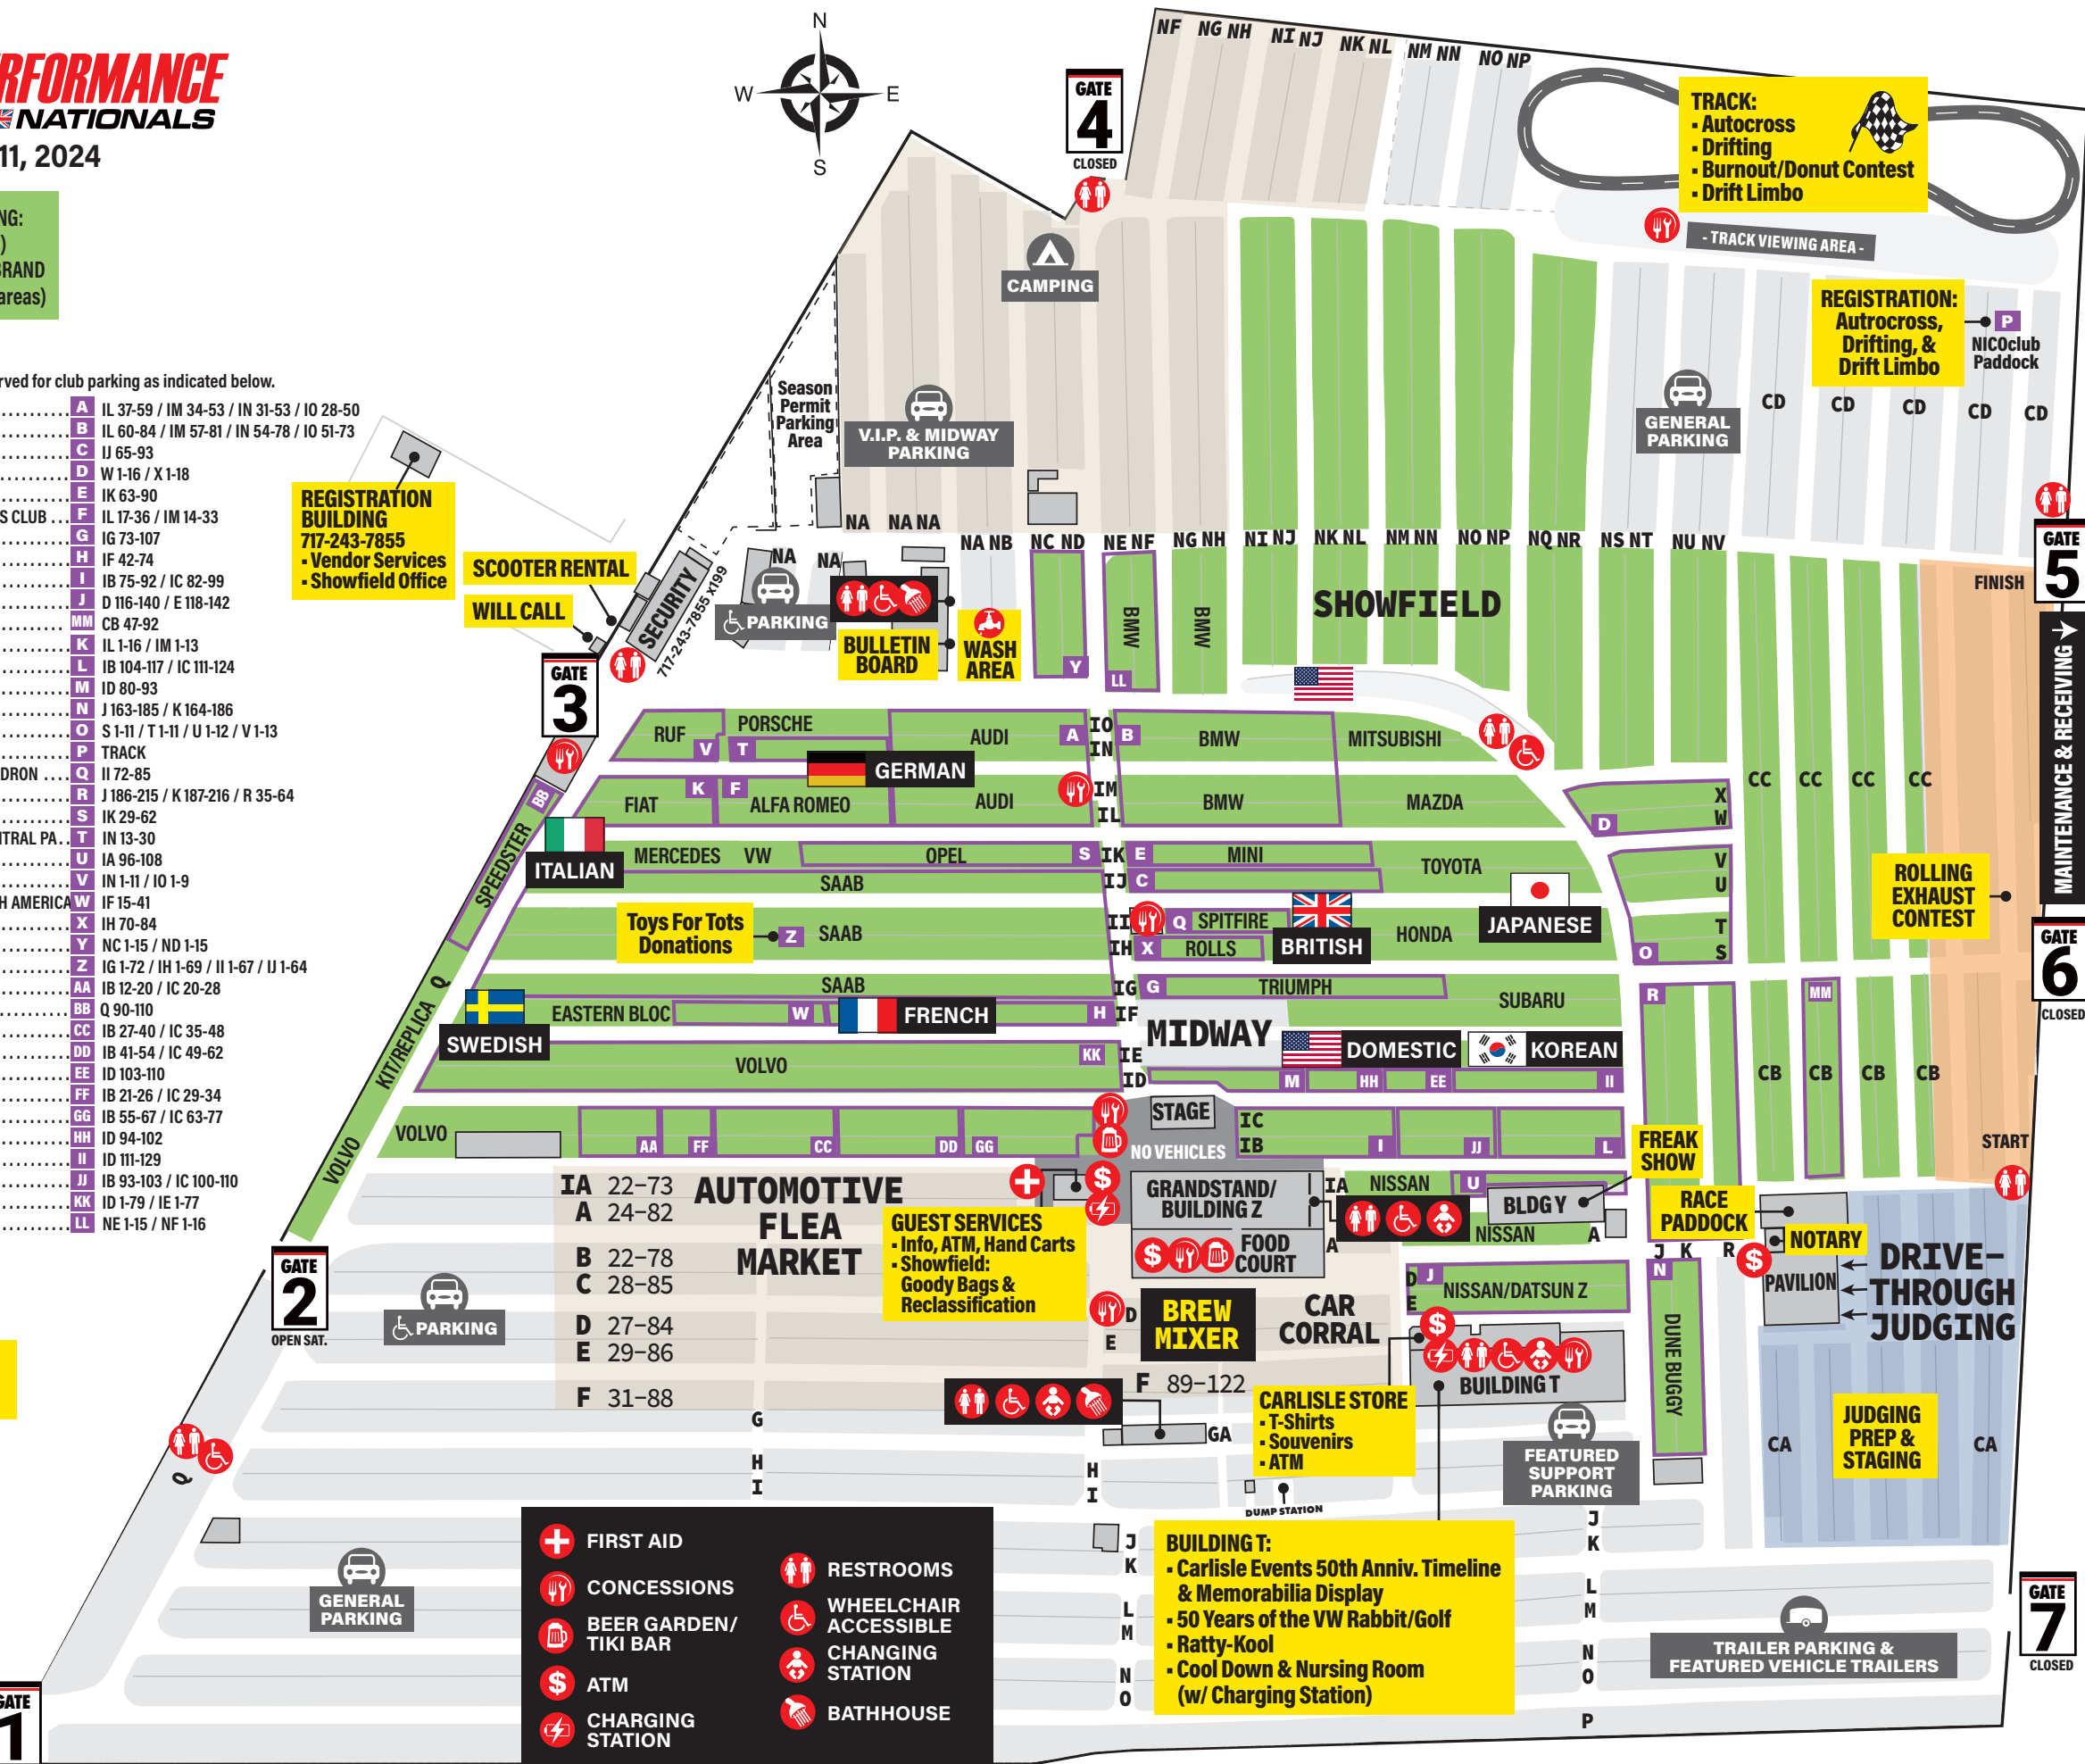 RFORMANCE
NATIONALS
11, 2024
NG:
)
BRAND
areas)
rved for club parking as indicated below.
A IL 37-59 / IM 34-53 / IN 31-53 / IO 28-50
B IL 60-84 / IM 57-81 / IN 54-78 / IO 51-73
C IJ 65-93
D W 1-16 / X 1-18
E IK 63-90
S CLUB ... F IL 17-36 / IM 14-33
G IG 73-107
H IF 42-74
I IB 75-92 / IC 82-99
J D 116-140 / E 118-142
MM CB 47-92
K IL 1-16 / IM 1-13
L IB 104-117 / IC 111-124
M ID 80-93
N J 163-185 / K 164-186
O S 1-11 / T 1-11 / U 1-12 / V 1-13
P TRACK
DRON .... Q II 72-85
R J 186-215 / K 187-216 / R 35-64
S IK 29-62
NTRAL PA.. T IN 13-30
U IA 96-108
V IN 1-11 / IO 1-9
H AMERICA W IF 15-41
X IH 70-84
Y NC 1-15 / ND 1-15
Z IG 1-72 / IH 1-69 / II 1-67 / IJ 1-64
AA IB 12-20 / IC 20-28
BB Q 90-110
CC IB 27-40 / IC 35-48
DD IB 41-54 / IC 49-62
EE ID 103-110
FF IB 21-26 / IC 29-34
GG IB 55-67 / IC 63-77
HH ID 94-102
II ID 111-129
JJ IB 93-103 / IC 100-110
KK ID 1-79 / IE 1-77
LL NE 1-15 / NF 1-16
N
W E
S
GATE
4
CLOSED
NF NG NH NI NJ NK NL NM NN NO NP
TRACK:
▪ Autocross
▪ Drifting
▪ Burnout/Donut Contest
▪ Drift Limbo
- TRACK VIEWING AREA -
CAMPING
REGISTRATION:
Autrocross,
Drifting, &
Drift Limbo
P
NICOclub
Paddock
Season
Permit
Parking
Area
V.I.P. & MIDWAY
PARKING
GENERAL
PARKING
CD CD CD CD CD
REGISTRATION
BUILDING
717-243-7855
▪ Vendor Services
▪ Showfield Office
SCOOTER RENTAL
WILL CALL
SECURITY
717-243-7855 x199
NA NA NA
NA NA
NA NB NC ND NE NF NG NH NI NJ NK NL NM NN NO NP NQ NR NS NT NU NV
PARKING
BULLETIN
BOARD
WASH
AREA
Y
LL
BMW
BMW
SHOWFIELD
GATE
5
FINISH
MAINTENANCE & RECEIVING
GATE
3
RUF V PORSCHE T AUDI A IO B BMW MITSUBISHI
IN
GERMAN
FIAT K F ALFA ROMEO AUDI IM BMW MAZDA
IL
X
D W
CC CC CC CC
BB
SPEEDSTER
ITALIAN
MERCEDES VW OPEL S IK E MINI TOYOTA
SAAB IJ C
V
U
ROLLING
EXHAUST
CONTEST
Toys For Tots
Donations
Z SAAB II Q SPITFIRE BRITISH HONDA JAPANESE
IH X ROLLS
T
O S
GATE
6
CLOSED
SAAB IG G TRIUMPH SUBARU
EASTERN BLOC W FRENCH H IF
SWEDISH
MIDWAY
DOMESTIC KOREAN
VOLVO KK IE
ID M HH EE II
R
MM
CB CB CB CB
KIT/REPLICA Q
VOLVO
VOLVO AA FF CC DD GG
STAGE
NO VEHICLES
IC
IB I JJ L
START
FREAK
SHOW
IA 22-73
A 24-82
B 22-78
C 28-85
D 27-84
E 29-86
F 31-88
AUTOMOTIVE
FLEA
MARKET
GUEST SERVICES
▪ Info, ATM, Hand Carts
▪ Showfield:
Goody Bags &
Reclassification
GRANDSTAND/
BUILDING Z
FOOD
COURT
IA NISSAN U
BLDG Y
A NISSAN A
RACE
PADDOCK
NOTARY
PAVILION
DRIVE-
THROUGH
JUDGING
J K R
N
DUNE BUGGY
D J NISSAN/DATSUN Z
E
D
E
BREW
MIXER
CAR
CORRAL
BUILDING T
F 89-122
CARLISLE STORE
▪ T-Shirts
▪ Souvenirs
▪ ATM
GA
DUMP STATION
FEATURED
SUPPORT
PARKING
CA CA
JUDGING
PREP &
STAGING
GATE
2
OPEN SAT.
PARKING
Q
G
H
I
H
I
J
K
L
M
N
O
J
K
L
M
N
O
P
BUILDING T:
▪ Carlisle Events 50th Anniv. Timeline
& Memorabilia Display
▪ 50 Years of the VW Rabbit/Golf
▪ Ratty-Kool
▪ Cool Down & Nursing Room
(w/ Charging Station)
GENERAL
PARKING
FIRST AID
CONCESSIONS
BEER GARDEN/
TIKI BAR
ATM
CHARGING
STATION
RESTROOMS
WHEELCHAIR
ACCESSIBLE
CHANGING
STATION
BATHHOUSE
TRAILER PARKING &
FEATURED VEHICLE TRAILERS
GATE
7
CLOSED
GATE
1